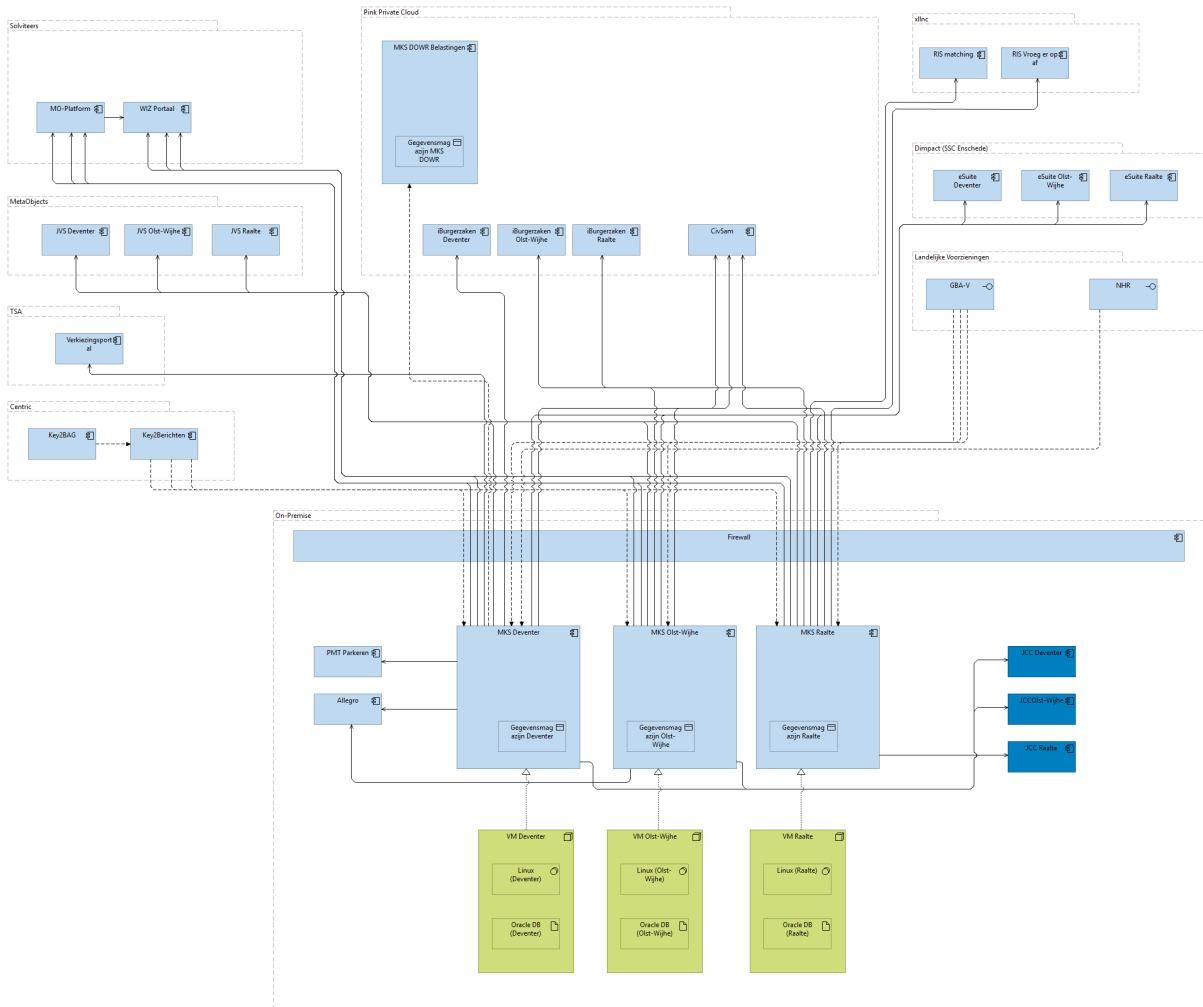 Solviteers
MO-Platform
WIZ Portaal
Pink Private Cloud
MKS DOWR Belastingen
Gegevensmag
azijn MKS
DOWR
iBurgerzaken
Deventer
iBurgerzaken
Olst-Wijhe
iBurgerzaken
Raalte
CivSam
xllnc
RIS matching
RIS Vroeg er op
af
Dimpact (SSC Enschede)
eSuite
Deventer
eSuite Olst-
Wijhe
eSuite Raalte
MetaObjects
JVS Deventer
JVS Olst-Wijhe
JVS Raalte
Landelijke Voorzieningen
GBA-V
NHR
TSA
Verkiezingsport
al
Centric
Key2BAG
Key2Berichten
On-Premise
Firewall
MKS Deventer
Gegevensmag
azijn Deventer
MKS Olst-Wijhe
Gegevensmag
azijn Olst-
Wijhe
MKS Raalte
Gegevensmag
azijn Raalte
PMT Parkeren
Allegro
JCC Deventer
JCCOlst-Wijhe
JCC Raalte
VM Deventer
Linux
(Deventer)
Oracle DB
(Deventer)
VM Olst-Wijhe
Linux (Olst-
Wijhe)
Oracle DB
(Olst-Wijhe)
VM Raalte
Linux (Raalte)
Oracle DB
(Raalte)